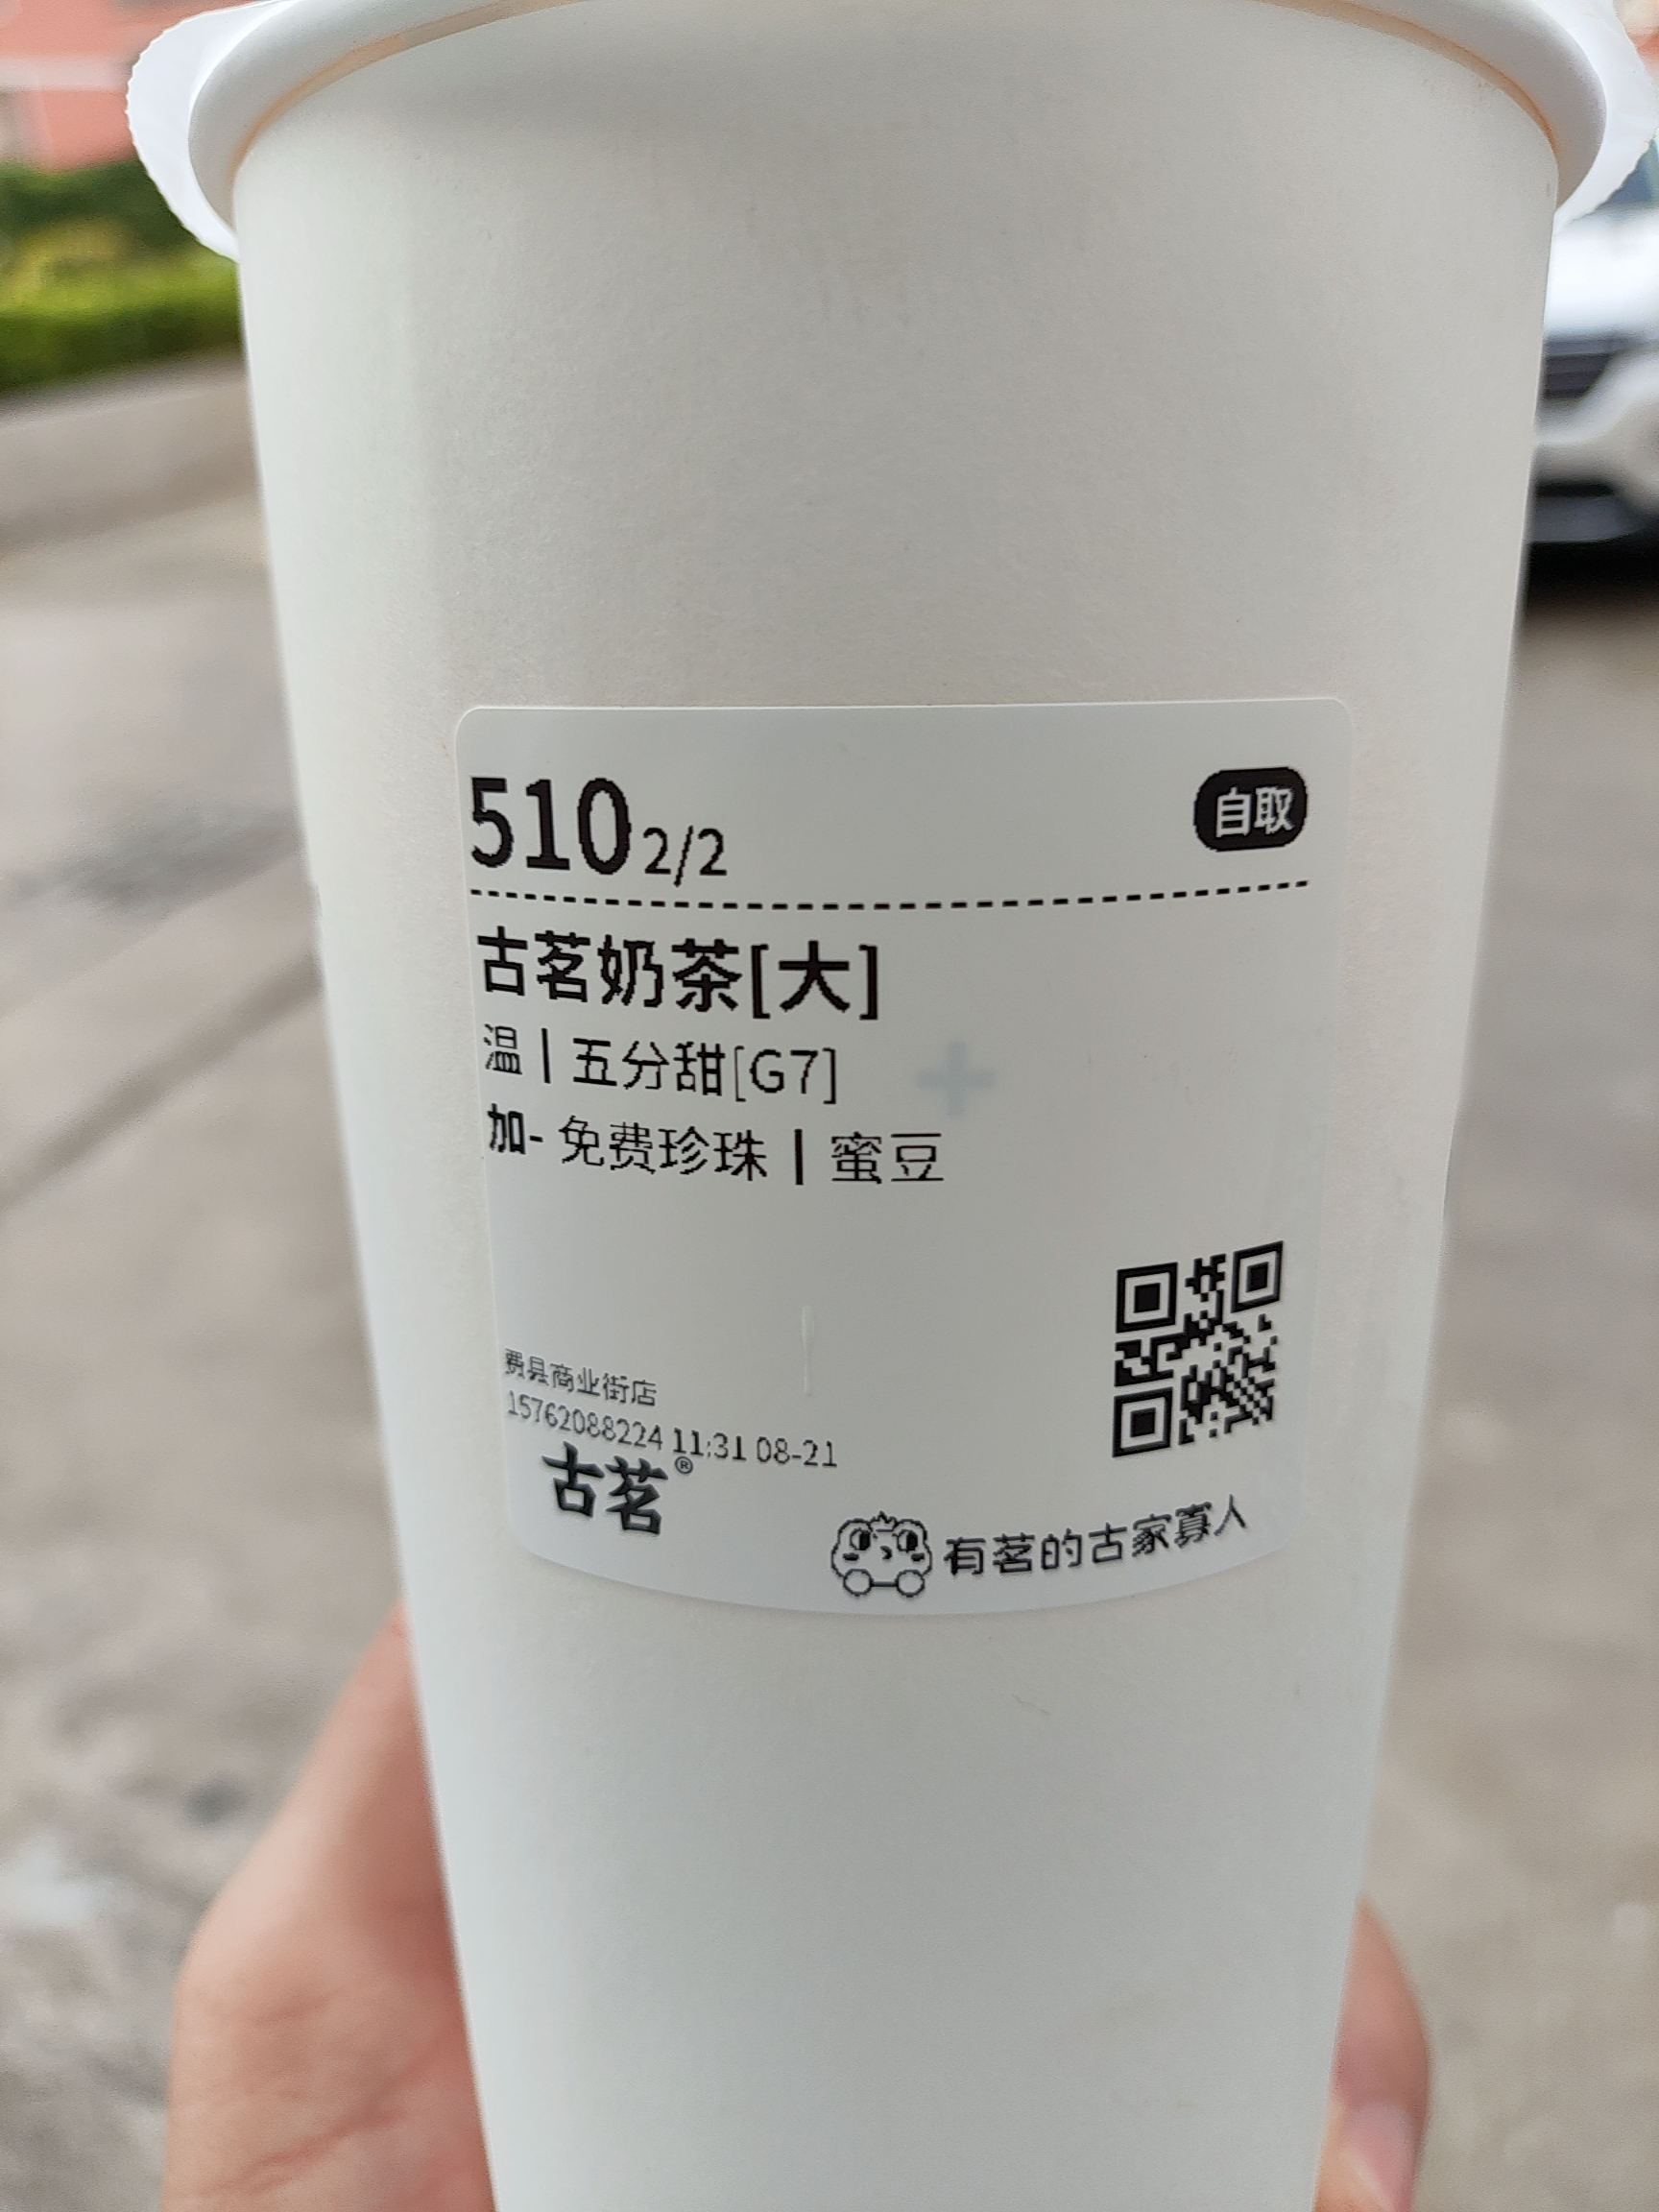 510 2/2 自取
古茗奶茶[大]
温 | 五分甜[G7]
加- 免费珍珠 | 蜜豆
费县商业街店
15762088224 11:31 08-21
古茗®
有茗的古家寡人